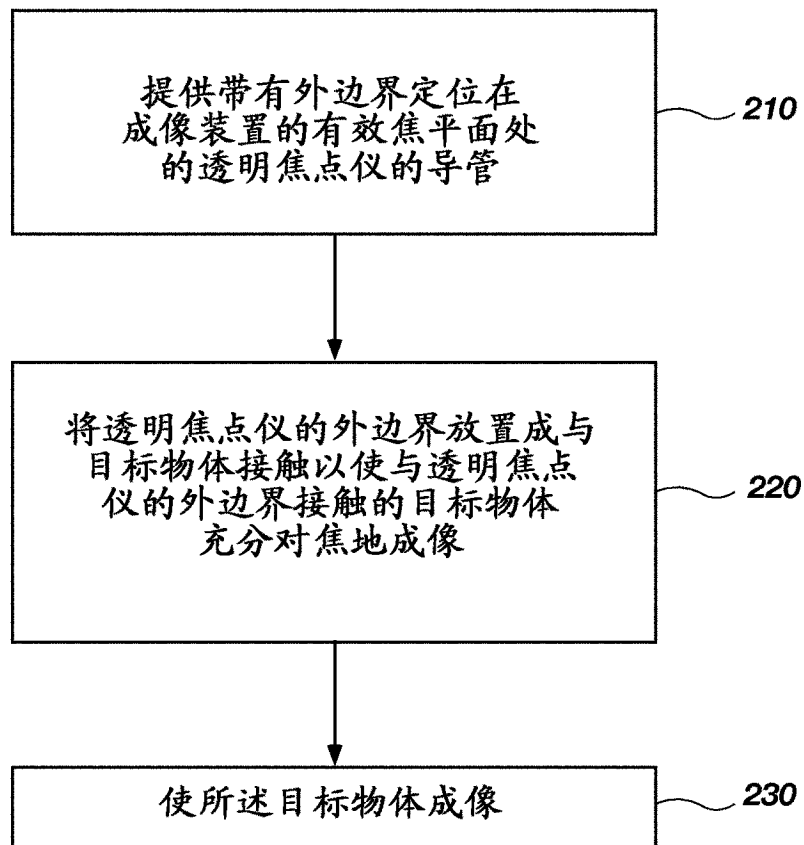 提供带有外边界定位在
成像装置的有效焦平面处
的透明焦点仪的导管
210
将透明焦点仪的外边界放置成与
目标物体接触以使与透明焦点
仪的外边界接触的目标物体
充分对焦地成像
220
使所述目标物体成像
230